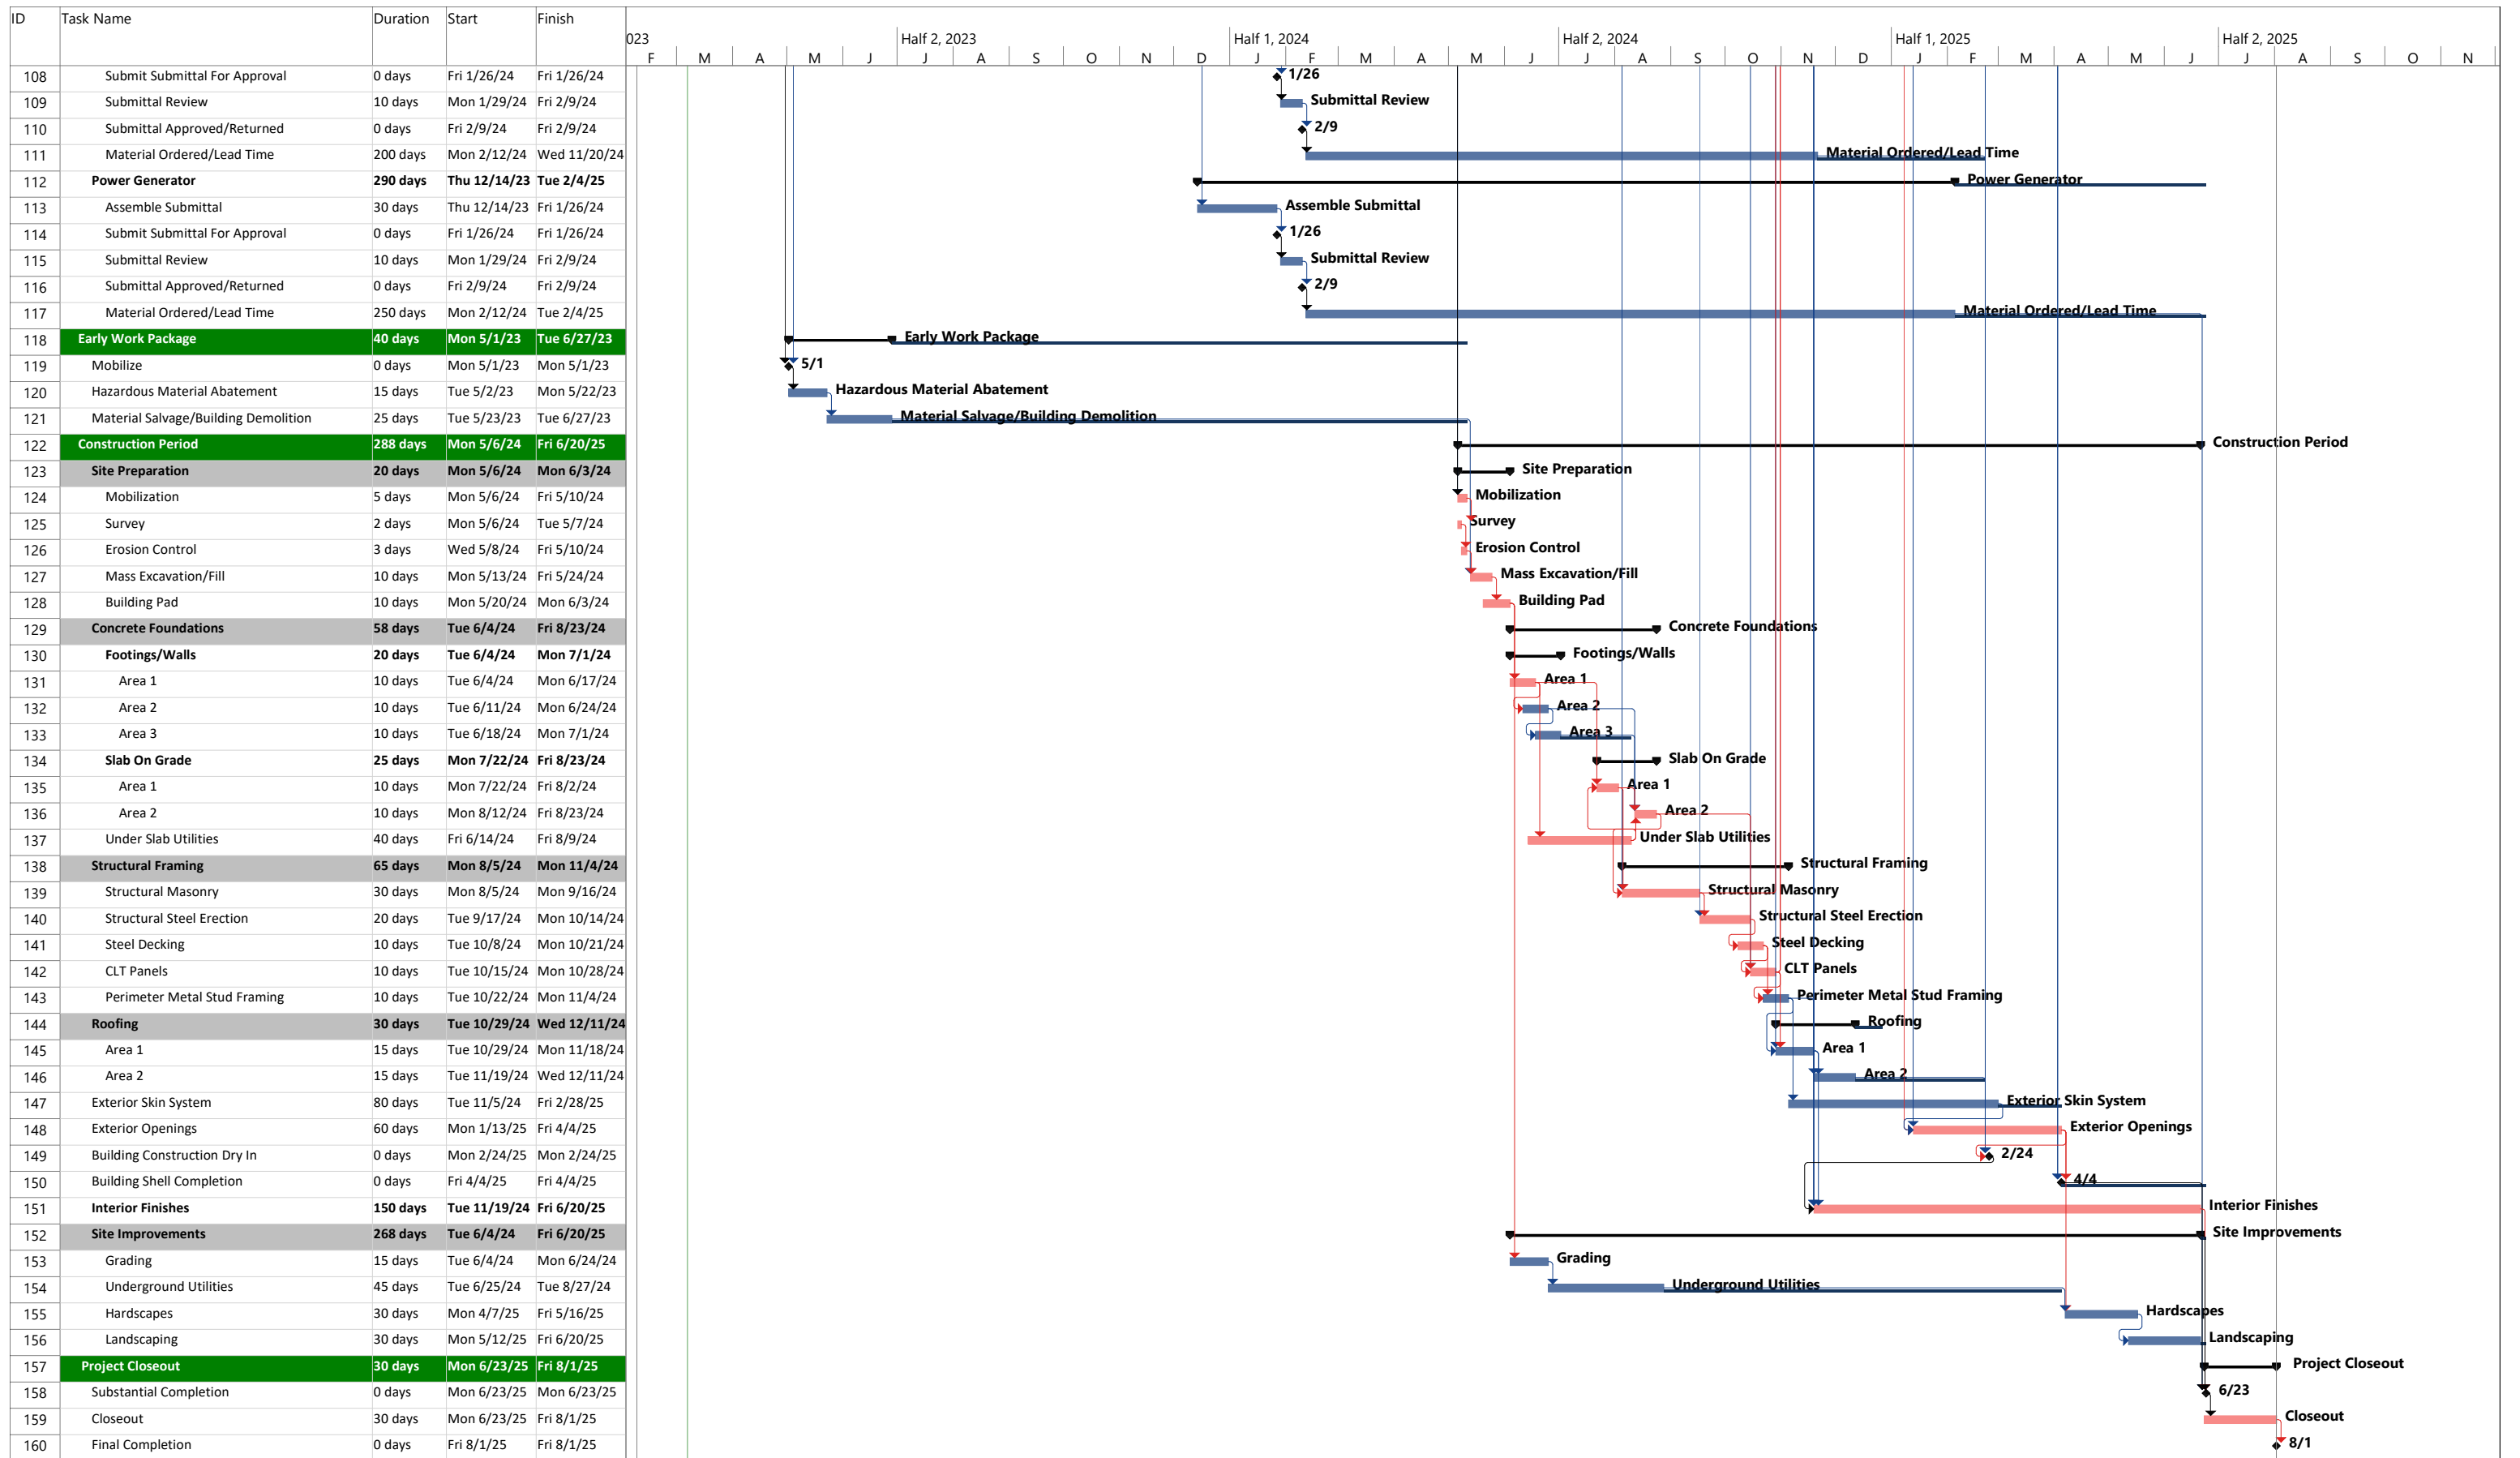 ID Task Name Duration Start Finish
023 Half 2, 2023 Half 1, 2024 Half 2, 2024 Half 1, 2025 Half 2, 2025
F M A M J J A S O N D J F M A M J J A S O N D J F M A M J J A S O N
108 Submit Submittal For Approval 0 days Fri 1/26/24 Fri 1/26/24 1/26
109 Submittal Review 10 days Mon 1/29/24 Fri 2/9/24 Submittal Review
110 Submittal Approved/Returned 0 days Fri 2/9/24 Fri 2/9/24 2/9
111 Material Ordered/Lead Time 200 days Mon 2/12/24 Wed 11/20/24 Material Ordered/Lead Time
112 Power Generator 290 days Thu 12/14/23 Tue 2/4/25 Power Generator
113 Assemble Submittal 30 days Thu 12/14/23 Fri 1/26/24 Assemble Submittal
114 Submit Submittal For Approval 0 days Fri 1/26/24 Fri 1/26/24 1/26
115 Submittal Review 10 days Mon 1/29/24 Fri 2/9/24 Submittal Review
116 Submittal Approved/Returned 0 days Fri 2/9/24 Fri 2/9/24 2/9
117 Material Ordered/Lead Time 250 days Mon 2/12/24 Tue 2/4/25 Material Ordered/Lead Time
118 Early Work Package 40 days Mon 5/1/23 Tue 6/27/23 Early Work Package
119 Mobilize 0 days Mon 5/1/23 Mon 5/1/23 5/1
120 Hazardous Material Abatement 15 days Tue 5/2/23 Mon 5/22/23 Hazardous Material Abatement
121 Material Salvage/Building Demolition 25 days Tue 5/23/23 Tue 6/27/23 Material Salvage/Building Demolition
122 Construction Period 288 days Mon 5/6/24 Fri 6/20/25 Construction Period
123 Site Preparation 20 days Mon 5/6/24 Mon 6/3/24 Site Preparation
124 Mobilization 5 days Mon 5/6/24 Fri 5/10/24 Mobilization
125 Survey 2 days Mon 5/6/24 Tue 5/7/24 Survey
126 Erosion Control 3 days Wed 5/8/24 Fri 5/10/24 Erosion Control
127 Mass Excavation/Fill 10 days Mon 5/13/24 Fri 5/24/24 Mass Excavation/Fill
128 Building Pad 10 days Mon 5/20/24 Mon 6/3/24 Building Pad
129 Concrete Foundations 58 days Tue 6/4/24 Fri 8/23/24 Concrete Foundations
130 Footings/Walls 20 days Tue 6/4/24 Mon 7/1/24 Footings/Walls
131 Area 1 10 days Tue 6/4/24 Mon 6/17/24 Area 1
132 Area 2 10 days Tue 6/11/24 Mon 6/24/24 Area 2
133 Area 3 10 days Tue 6/18/24 Mon 7/1/24 Area 3
134 Slab On Grade 25 days Mon 7/22/24 Fri 8/23/24 Slab On Grade
135 Area 1 10 days Mon 7/22/24 Fri 8/2/24 Area 1
136 Area 2 10 days Mon 8/12/24 Fri 8/23/24 Area 2
137 Under Slab Utilities 40 days Fri 6/14/24 Fri 8/9/24 Under Slab Utilities
138 Structural Framing 65 days Mon 8/5/24 Mon 11/4/24 Structural Framing
139 Structural Masonry 30 days Mon 8/5/24 Mon 9/16/24 Structural Masonry
140 Structural Steel Erection 20 days Tue 9/17/24 Mon 10/14/24 Structural Steel Erection
141 Steel Decking 10 days Tue 10/8/24 Mon 10/21/24 Steel Decking
142 CLT Panels 10 days Tue 10/15/24 Mon 10/28/24 CLT Panels
143 Perimeter Metal Stud Framing 10 days Tue 10/22/24 Mon 11/4/24 Perimeter Metal Stud Framing
144 Roofing 30 days Tue 10/29/24 Wed 12/11/24 Roofing
145 Area 1 15 days Tue 10/29/24 Mon 11/18/24 Area 1
146 Area 2 15 days Tue 11/19/24 Wed 12/11/24 Area 2
147 Exterior Skin System 80 days Tue 11/5/24 Fri 2/28/25 Exterior Skin System
148 Exterior Openings 60 days Mon 1/13/25 Fri 4/4/25 Exterior Openings
149 Building Construction Dry In 0 days Mon 2/24/25 Mon 2/24/25 2/24
150 Building Shell Completion 0 days Fri 4/4/25 Fri 4/4/25 4/4
151 Interior Finishes 150 days Tue 11/19/24 Fri 6/20/25 Interior Finishes
152 Site Improvements 268 days Tue 6/4/24 Fri 6/20/25 Site Improvements
153 Grading 15 days Tue 6/4/24 Mon 6/24/24 Grading
154 Underground Utilities 45 days Tue 6/25/24 Tue 8/27/24 Underground Utilities
155 Hardscapes 30 days Mon 4/7/25 Fri 5/16/25 Hardscapes
156 Landscaping 30 days Mon 5/12/25 Fri 6/20/25 Landscaping
157 Project Closeout 30 days Mon 6/23/25 Fri 8/1/25 Project Closeout
158 Substantial Completion 0 days Mon 6/23/25 Mon 6/23/25 6/23
159 Closeout 30 days Mon 6/23/25 Fri 8/1/25 Closeout
160 Final Completion 0 days Fri 8/1/25 Fri 8/1/25 8/1